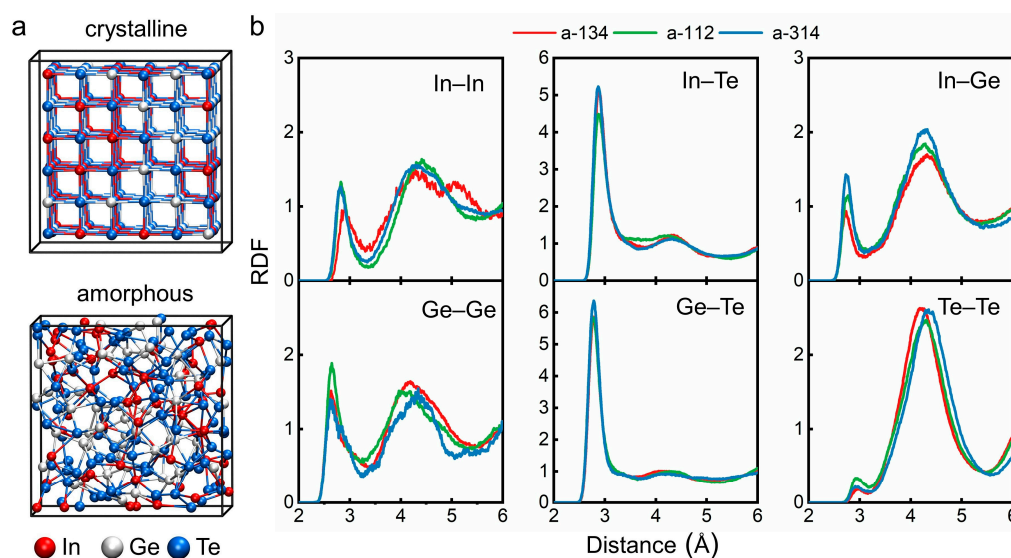 a
crystalline
amorphous
In Ge Te
b
a-134 a-112 a-314
RDF
In–In
3
2
1
0
In–Te
6
5
4
3
2
1
0
In–Ge
3
2
1
0
Ge–Ge
2
1
0
2 3 4 5 6
Ge–Te
6
5
4
3
2
1
0
2 3 4 5 6
Te–Te
2
1
0
2 3 4 5 6
Distance (Å)